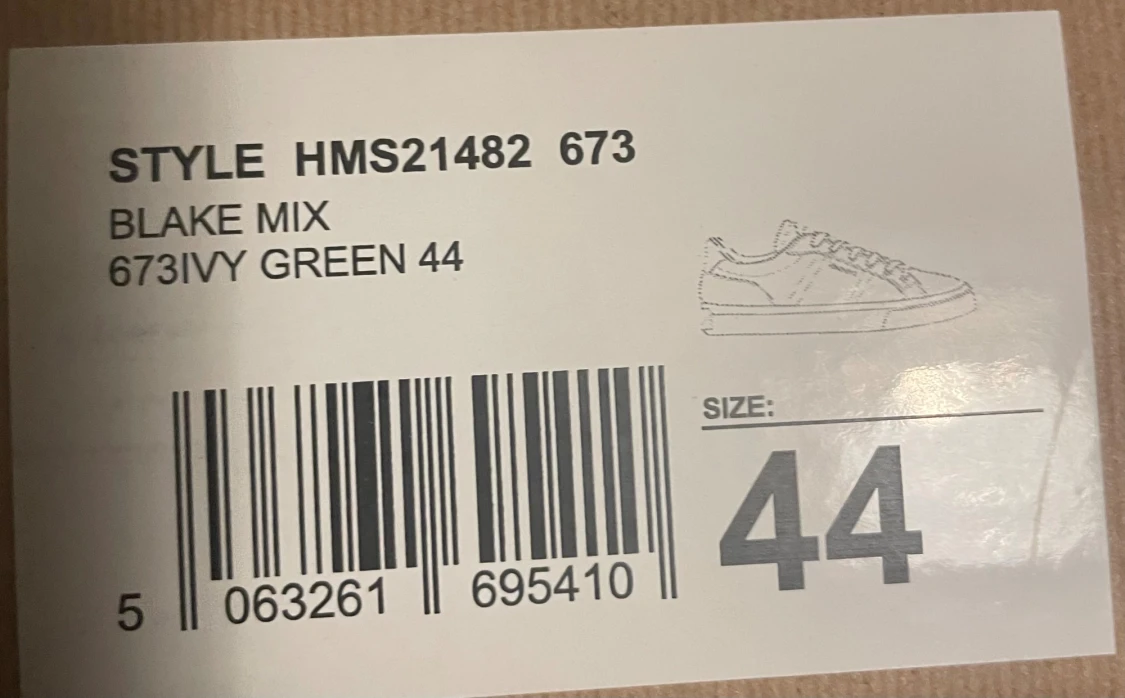 STYLE HMS21482 673
BLAKE MIX
673IVY GREEN 44
SIZE:
44
5 063261 695410